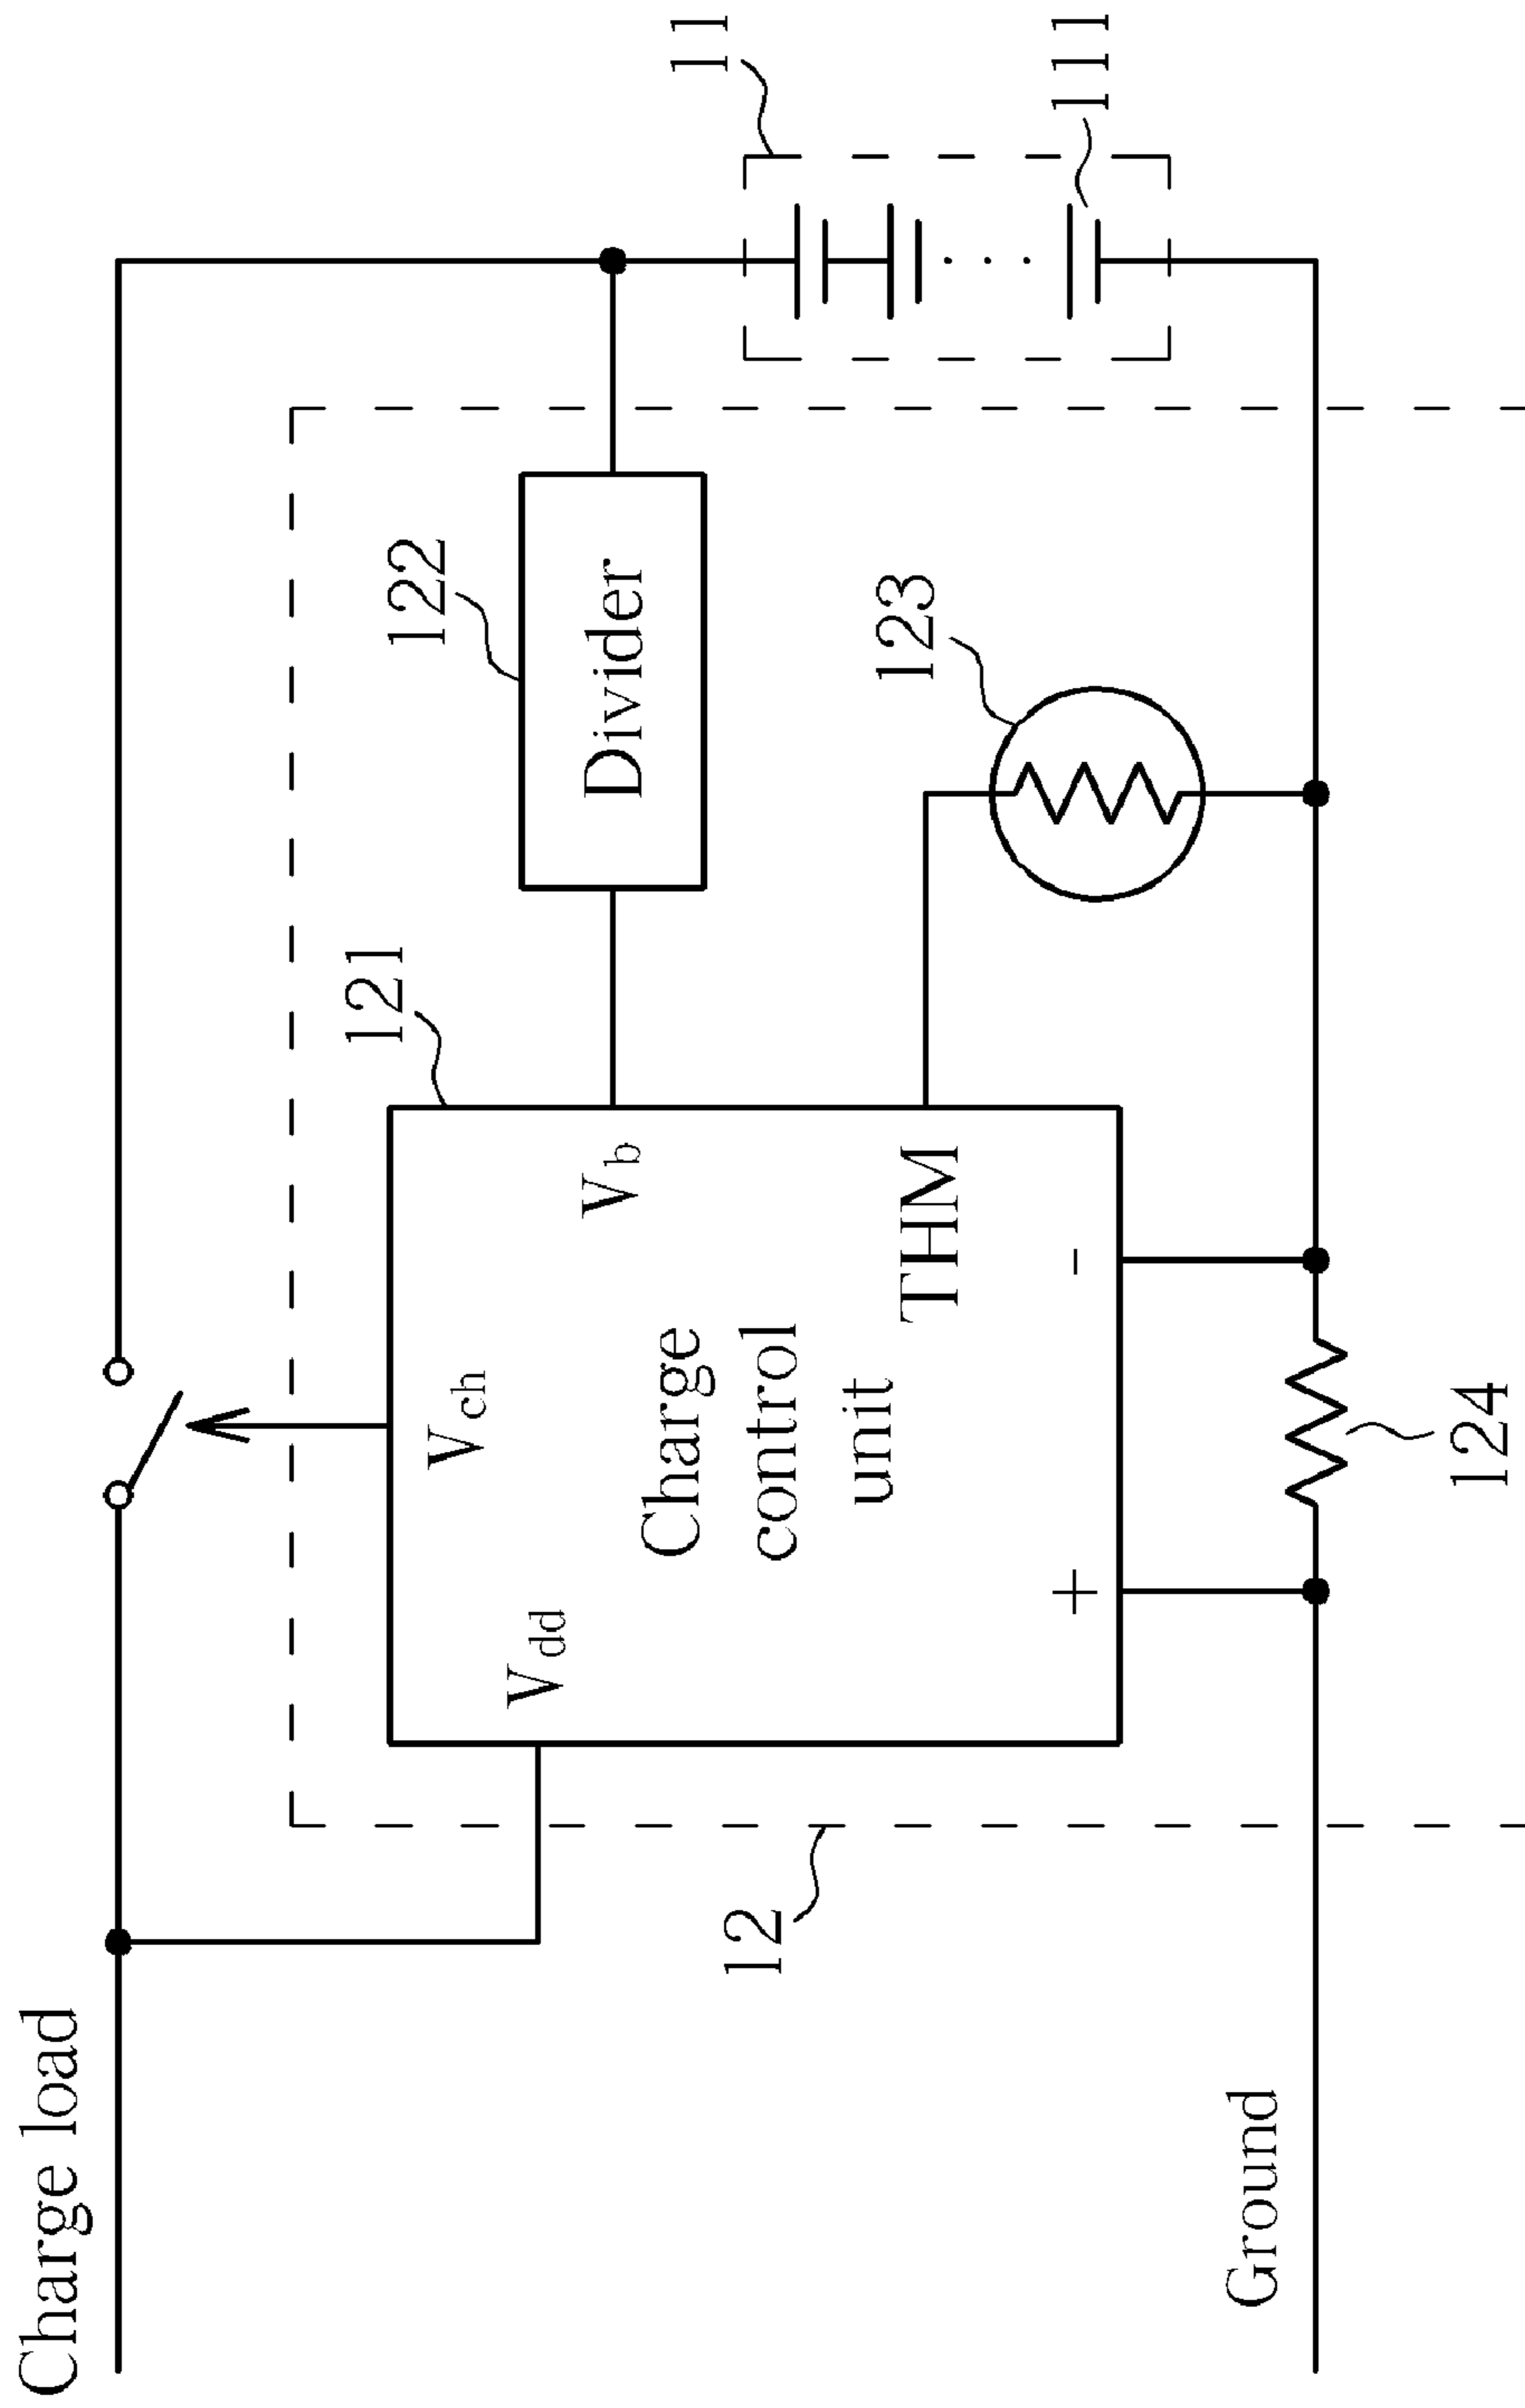 Charge load
V_ch
121
122
11
V_dd
V_b
Divider
Charge
control
unit
12
THM
123
111
+
-
Ground
124